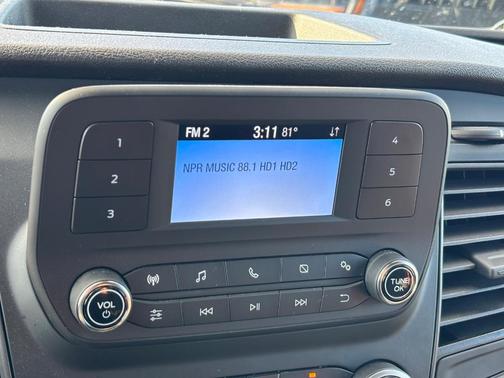 FM 2 3:11 81°
NPR MUSIC 88.1 HD1 HD2
1
2
3
4
5
6
VOL
TUNE
OK